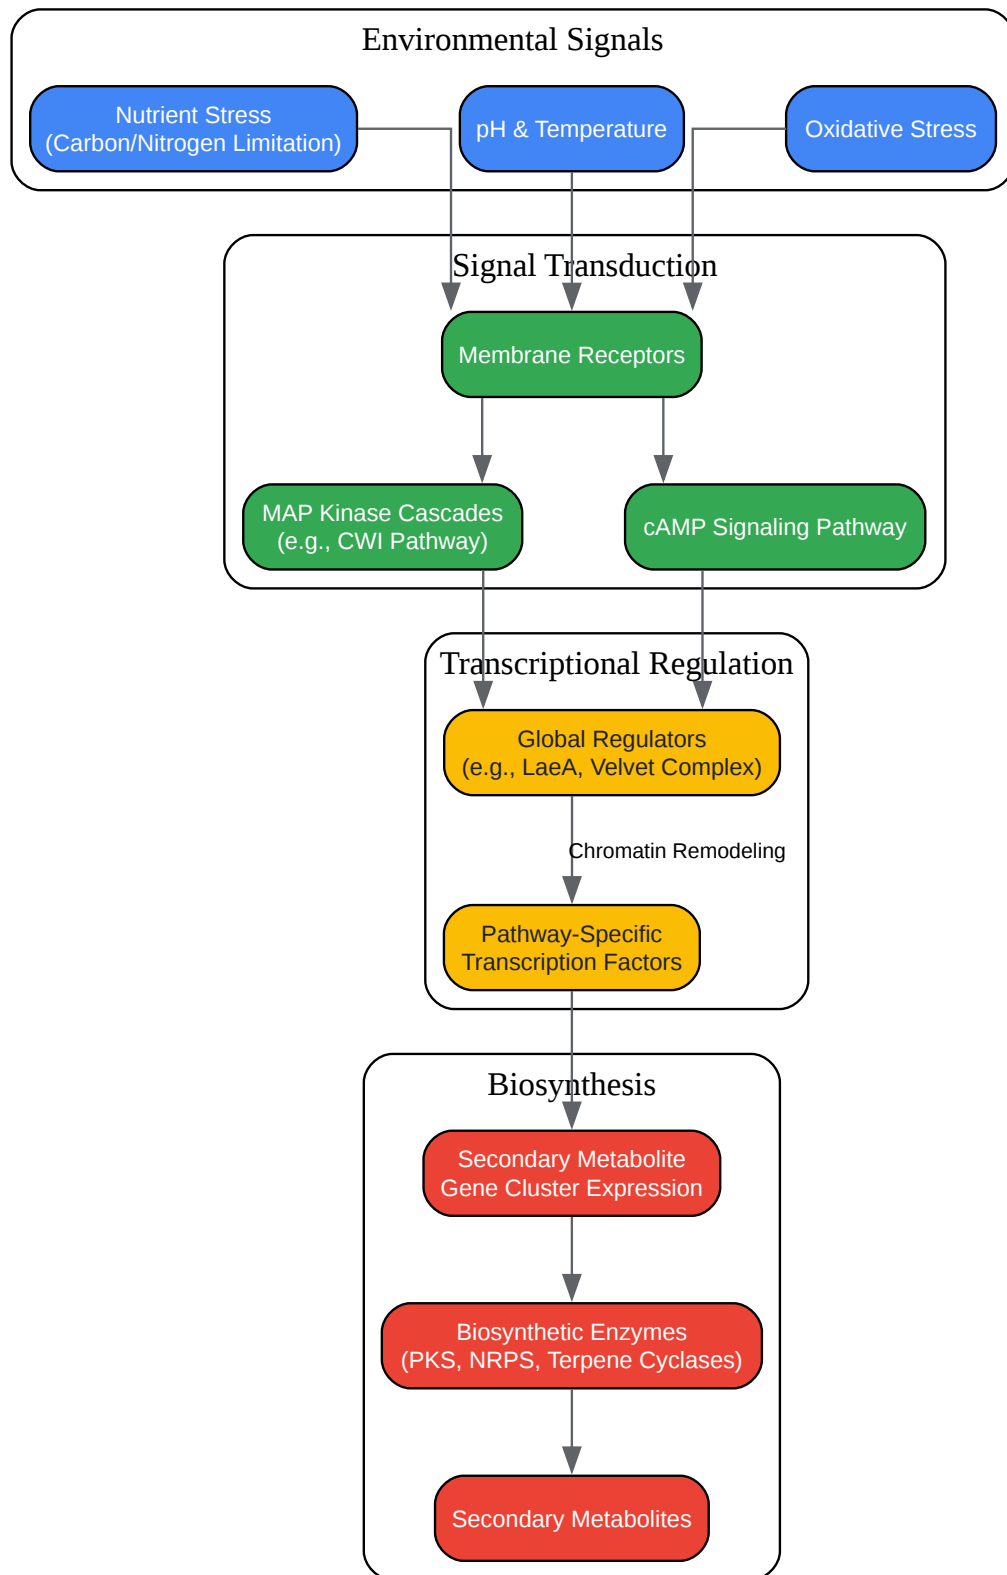 Environmental Signals
Nutrient Stress
(Carbon/Nitrogen Limitation)
pH & Temperature
Oxidative Stress
Signal Transduction
Membrane Receptors
MAP Kinase Cascades
(e.g., CWI Pathway)
cAMP Signaling Pathway
Transcriptional Regulation
Global Regulators
(e.g., LaeA, Velvet Complex)
Chromatin Remodeling
Pathway-Specific
Transcription Factors
Biosynthesis
Secondary Metabolite
Gene Cluster Expression
Biosynthetic Enzymes
(PKS, NRPS, Terpene Cyclases)
Secondary Metabolites